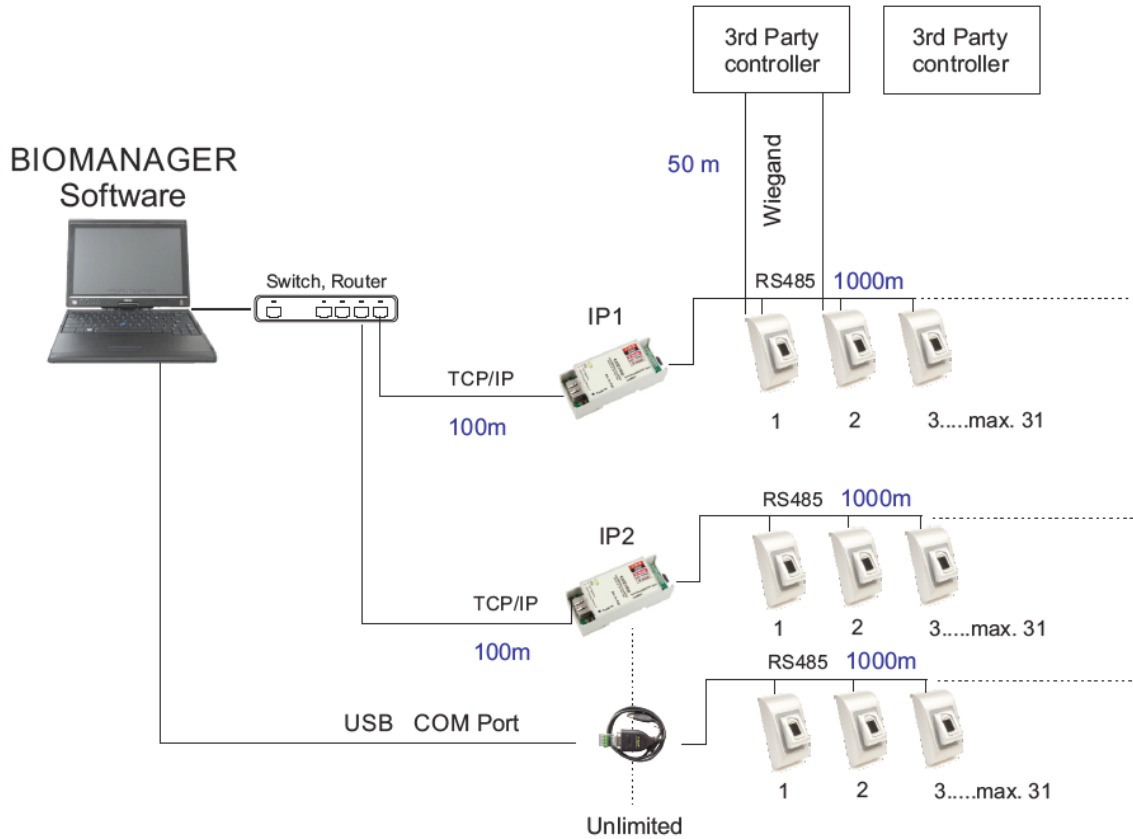 3rd Party
controller
3rd Party
controller
BIOMANAGER
Software
50 m
Wiegand
Switch, Router
RS485 1000m
IP1
TCP/IP
100m
1 2 3.....max. 31
RS485 1000m
IP2
TCP/IP
100m
1 2 3.....max. 31
RS485 1000m
USB COM Port
1 2 3.....max. 31
Unlimited